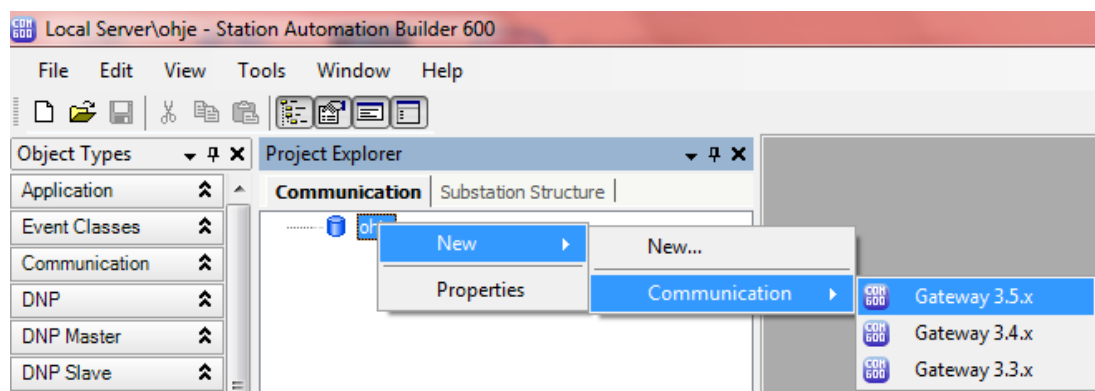 Local Server\ohje - Station Automation Builder 600
File Edit View Tools Window Help
Object Types
Project Explorer
Application
Communication Substation Structure
Event Classes
New
New...
Communication
Properties
Communication
Gateway 3.5.x
DNP
Gateway 3.4.x
DNP Master
Gateway 3.3.x
DNP Slave